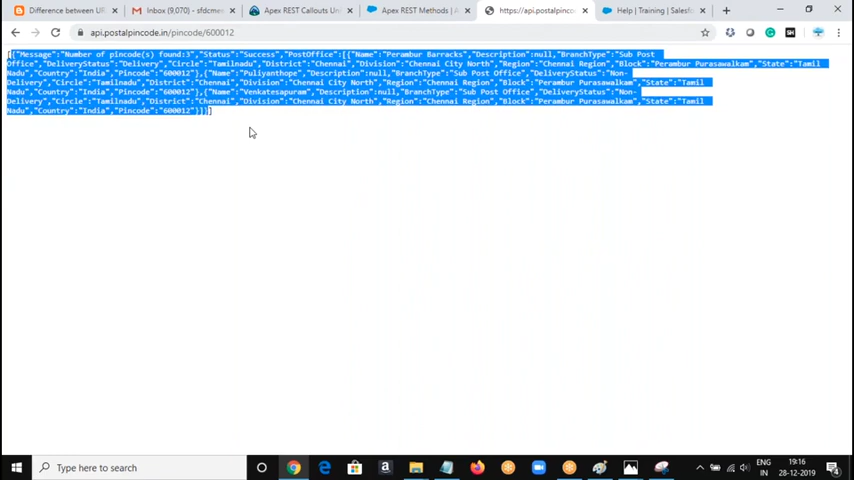 Difference between UR
Inbox (9,070) - sfdcmes
Apex REST Callouts Un
Apex REST Methods | A
https://api.postalpincod
Help | Training | Salesfo
api.postalpincode.in/pincode/600012
[{"Message":"Number of pincode(s) found:3","Status":"Success","PostOffice":[{"Name":"Perambur Barracks","Description":null,"BranchType":"Sub Post
Office","DeliveryStatus":"Delivery","Circle":"Tamilnadu","District":"Chennai","Division":"Chennai City North","Region":"Chennai Region","Block":"Perambur Purasawalkam","State":"Tamil
Nadu","Country":"India","Pincode":"600012"},{"Name":"Puliyanthope","Description":null,"BranchType":"Sub Post Office","DeliveryStatus":"Non-
Delivery","Circle":"Tamilnadu","District":"Chennai","Division":"Chennai City North","Region":"Chennai Region","Block":"Perambur Purasawalkam","State":"Tamil
Nadu","Country":"India","Pincode":"600012"},{"Name":"Venkatesapuram","Description":null,"BranchType":"Sub Post Office","DeliveryStatus":"Non-
Delivery","Circle":"Tamilnadu","District":"Chennai","Division":"Chennai City North","Region":"Chennai Region","Block":"Perambur Purasawalkam","State":"Tamil
Nadu","Country":"India","Pincode":"600012"}]}]
Type here to search
ENG
IN
19:16
28-12-2019
4